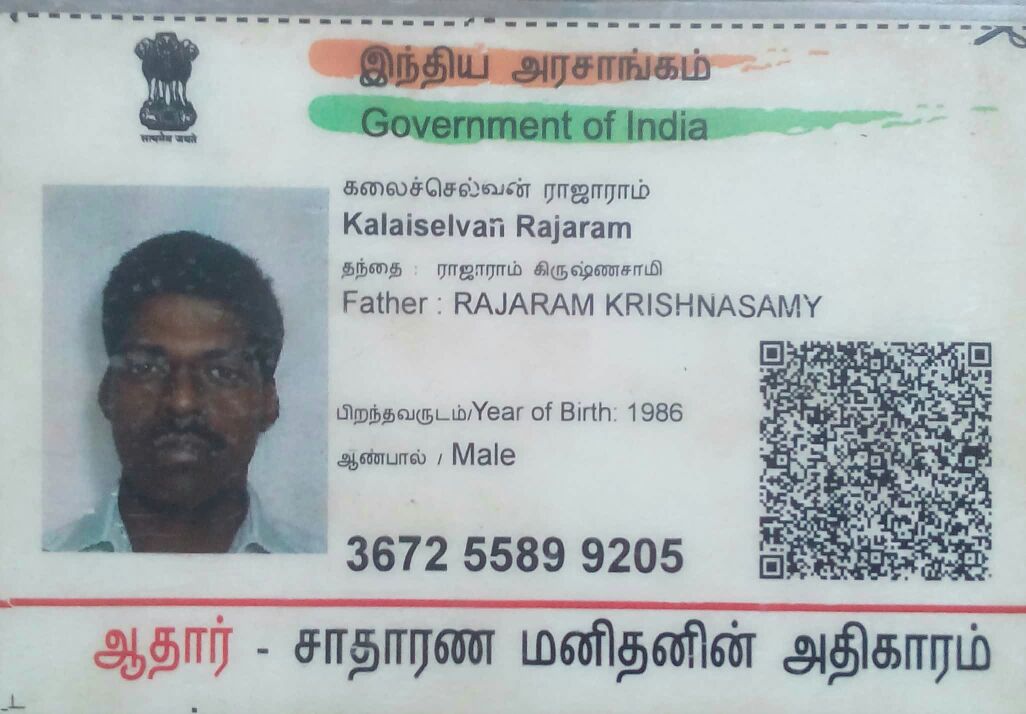 இந்திய அரசாங்கம்
Government of India
सत्यमेव जयते
கலைச்செல்வன் ராஜாராம்
Kalaiselvan Rajaram
தந்தை : ராஜாராம் கிருஷ்ணசாமி
Father : RAJARAM KRISHNASAMY
பிறந்தவருடம்/Year of Birth: 1986
ஆண்பால் / Male
3672 5589 9205
ஆதார் - சாதாரண மனிதனின் அதிகாரம்